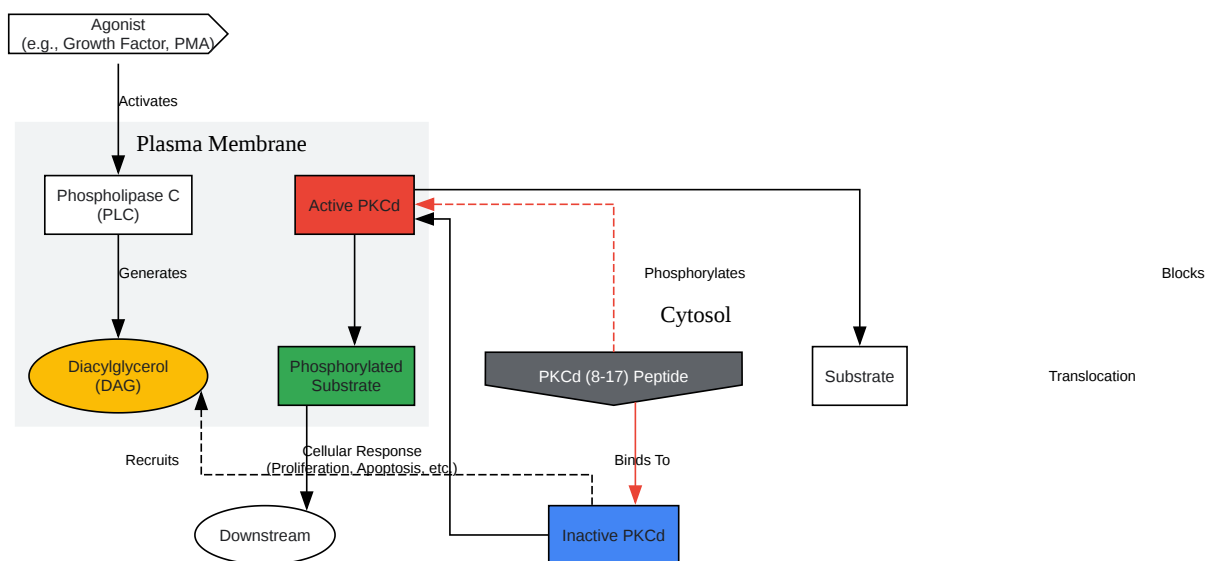 Agonist
(e.g., Growth Factor, PMA)
Activates
Plasma Membrane
Phospholipase C
(PLC)
Active PKCd
Generates
Phosphorylates
Blocks
Cytosol
Diacylglycerol
(DAG)
Phosphorylated
Substrate
PKCd (8-17) Peptide
Substrate
Translocation
Recruits
Cellular Response
(Proliferation, Apoptosis, etc.)
Binds To
Downstream
Inactive PKCd